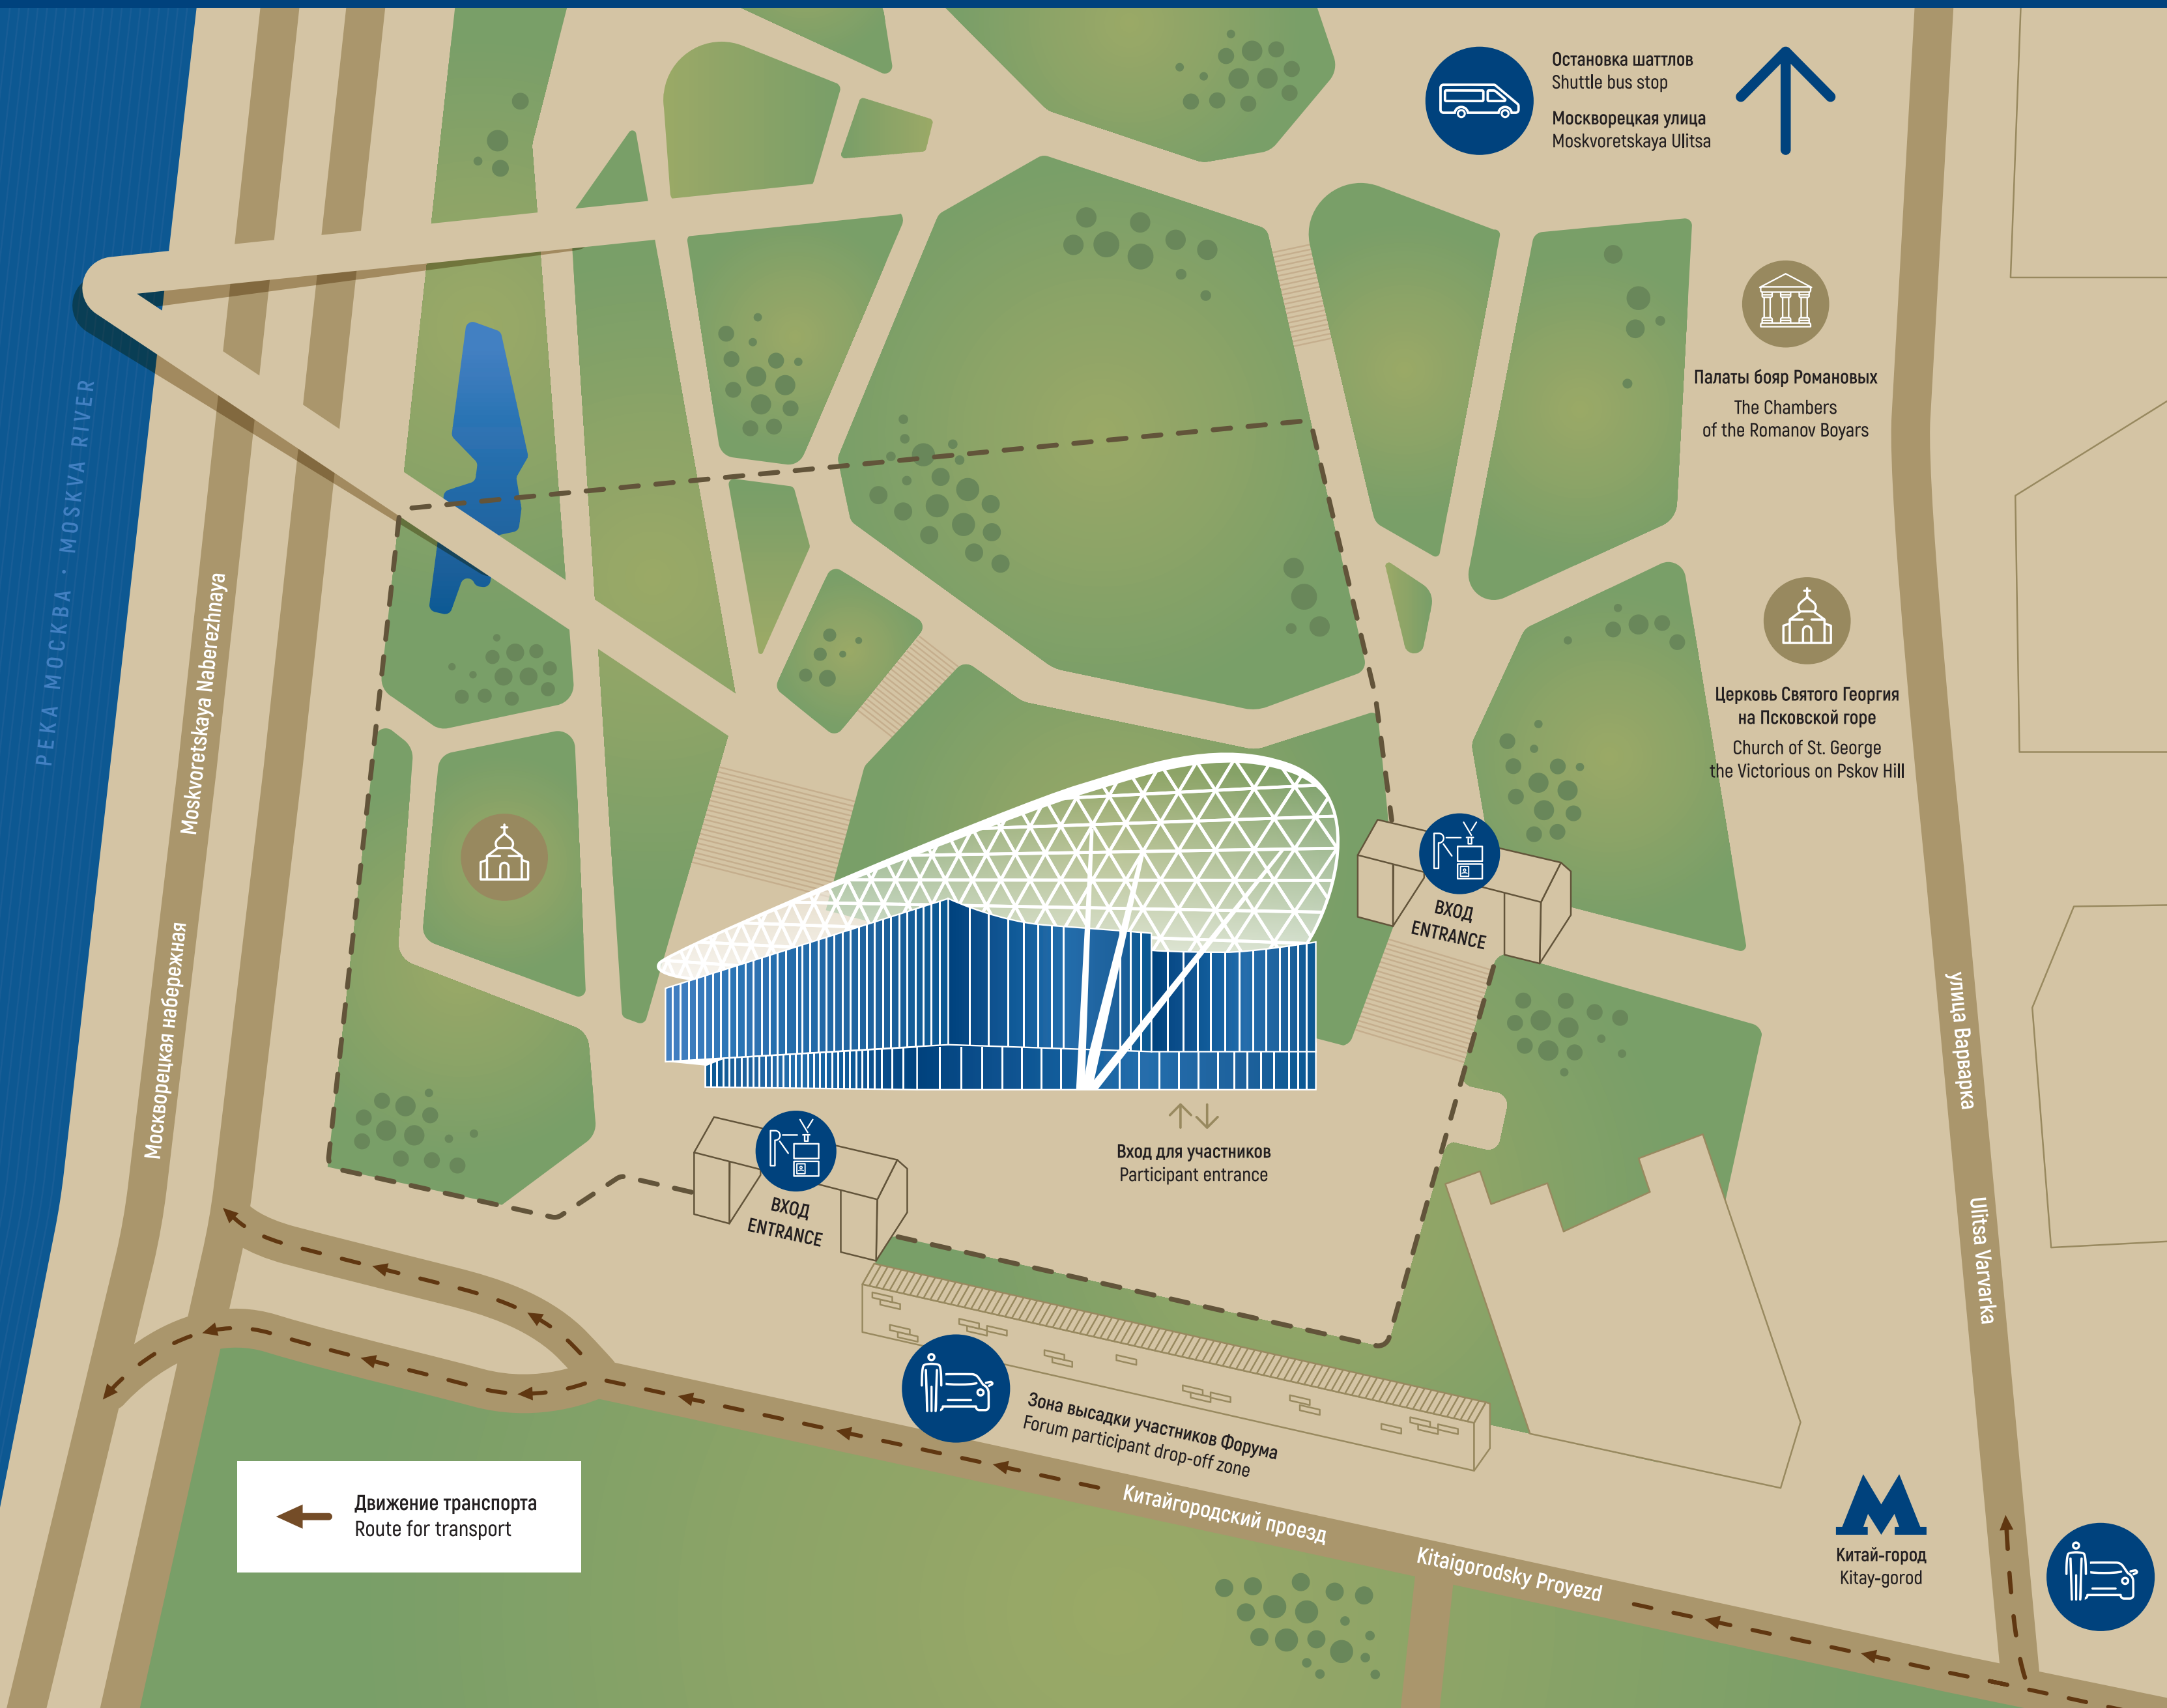 Остановка шаттлов
Shuttle bus stop
Москворецкая улица
Moskvoretskaya Ulitsa
Палаты бояр Романовых
The Chambers
of the Romanov Boyars
РЕКА МОСКВА · MOSKVA RIVER
Moskvoretskaya Naberezhnaya
Москворецкая набережная
Церковь Святого Георгия
на Псковской горе
Church of St. George
the Victorious on Pskov Hill
ВХОД
ENTRANCE
улица Варварка
Ulitsa Varvarka
Вход для участников
Participant entrance
ВХОД
ENTRANCE
Зона высадки участников Форума
Forum participant drop-off zone
Китайгородский проезд
Kitaigorodsky Proyezd
Движение транспорта
Route for transport
Китай-город
Kitay-gorod